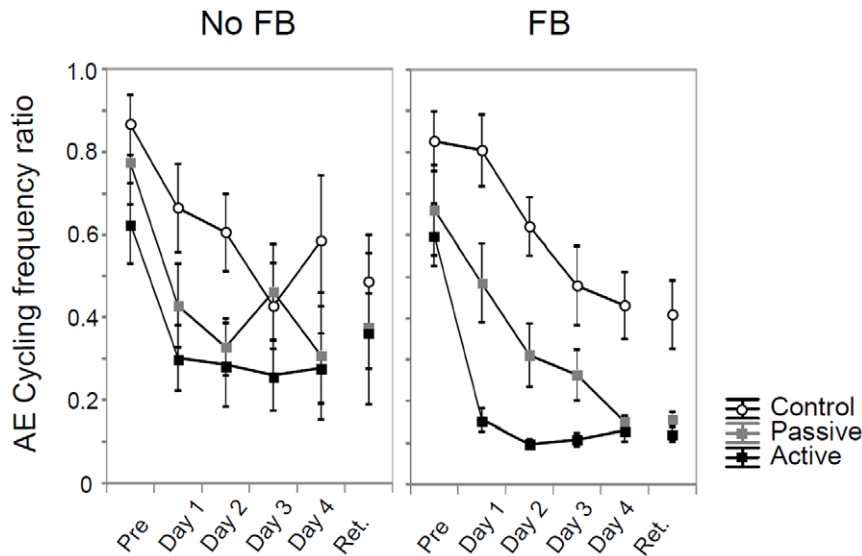 No FB FB
AE Cycling frequency ratio
1.0
0.8
0.6
0.4
0.2
0
Pre Day 1 Day 2 Day 3 Day 4 Ret. Pre Day 1 Day 2 Day 3 Day 4 Ret.
Control
Passive
Active